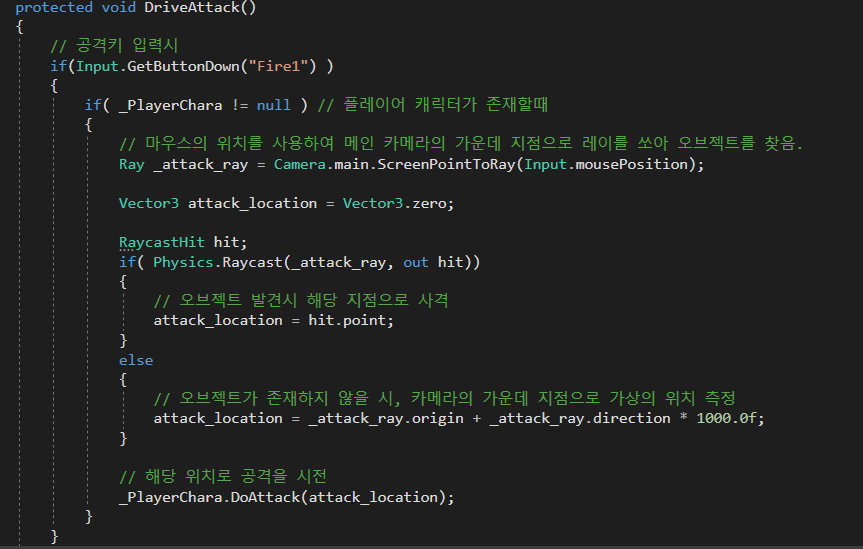 protected void DriveAttack()
{
// 공격키 입력시
if(Input.GetButtonDown("Fire1") )
{
if( _PlayerChara != null ) // 플레이어 캐릭터가 존재할때
{
// 마우스의 위치를 사용하여 메인 카메라의 가운데 지점으로 레이를 쏘아 오브젝트를 찾음.
Ray _attack_ray = Camera.main.ScreenPointToRay(Input.mousePosition);
Vector3 attack_location = Vector3.zero;
RaycastHit hit;
if( Physics.Raycast(_attack_ray, out hit))
{
// 오브젝트 발견시 해당 지점으로 사격
attack_location = hit.point;
}
else
{
// 오브젝트가 존재하지 않을 시, 카메라의 가운데 지점으로 가상의 위치 측정
attack_location = _attack_ray.origin + _attack_ray.direction * 1000.0f;
}
// 해당 위치로 공격을 시전
_PlayerChara.DoAttack(attack_location);
}
}